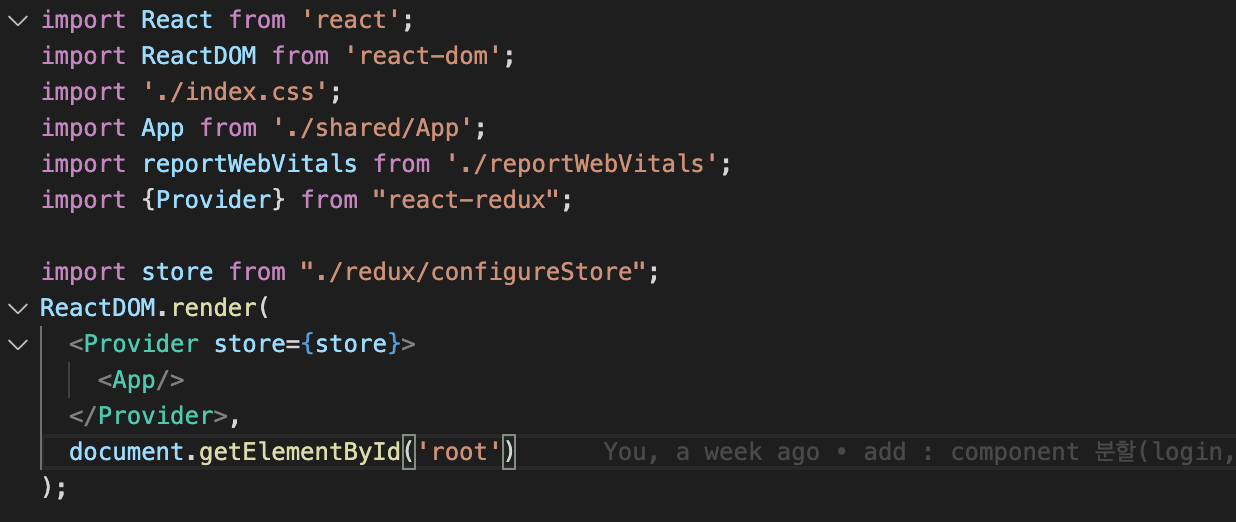 import React from 'react';
import ReactDOM from 'react-dom';
import './index.css';
import App from './shared/App';
import reportWebVitals from './reportWebVitals';
import {Provider} from "react-redux";
import store from "./redux/configureStore";
ReactDOM.render(
<Provider store={store}>
<App/>
</Provider>,
document.getElementById('root') You, a week ago • add : component 분할(login,
);